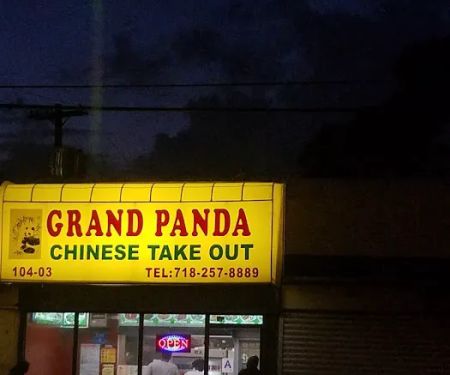 GRAND PANDA
CHINESE TAKE OUT
104-03
TEL:718-257-8889
OPEN
A